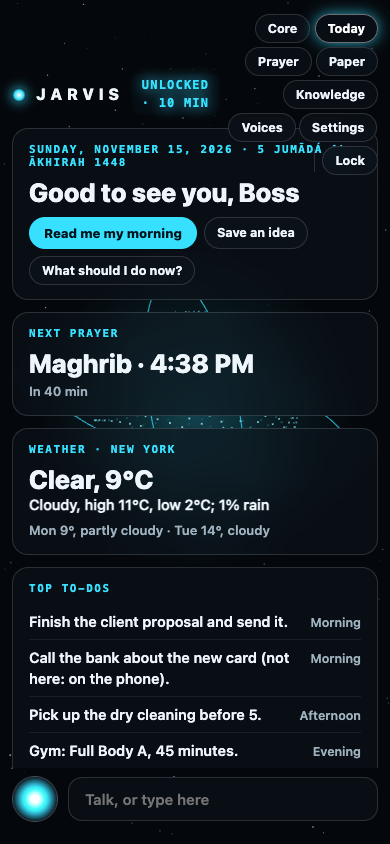 Core
Today
Prayer
Paper
JARVIS
UNLOCKED
· 10 MIN
Knowledge
Voices
Settings
Lock
SUNDAY, NOVEMBER 15, 2026 · 5 JUMĀDÁ
ĀKHIRAH 1448
Good to see you, Boss
Read me my morning
Save an idea
What should I do now?
NEXT PRAYER
Maghrib · 4:38 PM
In 40 min
WEATHER · NEW YORK
Clear, 9°C
Cloudy, high 11°C, low 2°C; 1% rain
Mon 9°, partly cloudy · Tue 14°, cloudy
TOP TO-DOS
Finish the client proposal and send it. Morning
Call the bank about the new card (not Morning
here: on the phone).
Pick up the dry cleaning before 5. Afternoon
Gym: Full Body A, 45 minutes. Evening
Talk, or type here